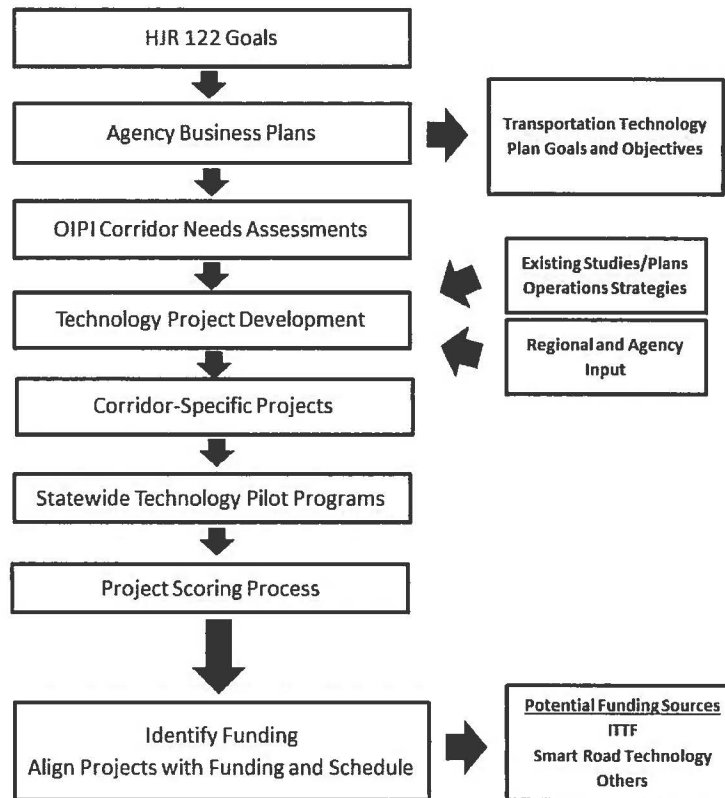 HJR 122 Goals
Agency Business Plans
Transportation Technology
Plan Goals and Objectives
OIPI Corridor Needs Assessments
Existing Studies/Plans
Operations Strategies
Technology Project Development
Regional and Agency
Input
Corridor-Specific Projects
Statewide Technology Pilot Programs
Project Scoring Process
Identify Funding
Align Projects with Funding and Schedule
Potential Funding Sources
ITTF
Smart Road Technology
Others